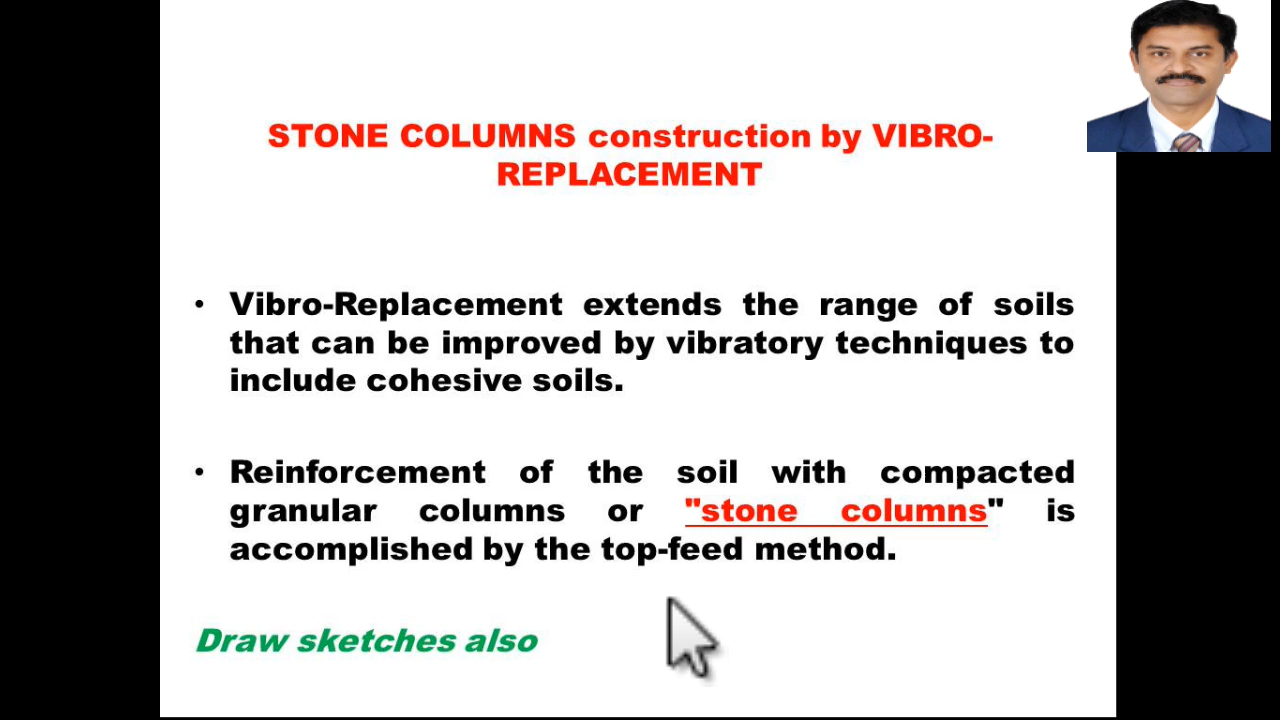 STONE COLUMNS construction by VIBRO-
REPLACEMENT
• Vibro-Replacement extends the range of soils
that can be improved by vibratory techniques to
include cohesive soils.
• Reinforcement of the soil with compacted
granular columns or "stone columns" is
accomplished by the top-feed method.
Draw sketches also